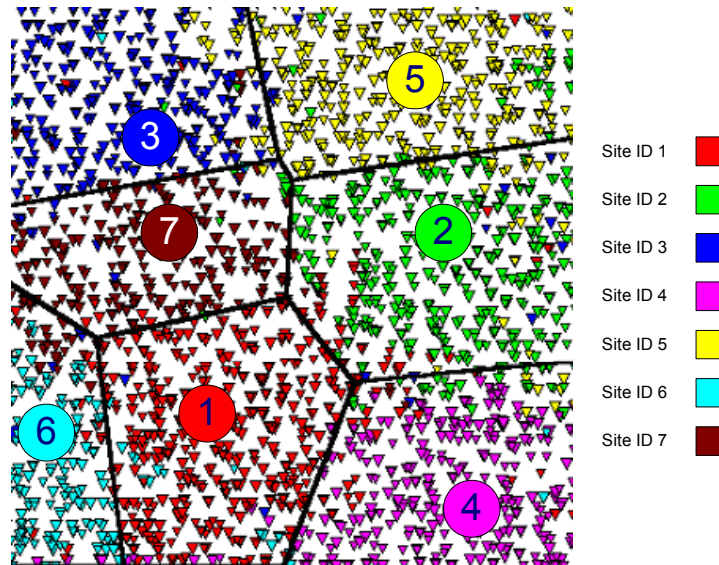 5
3
7
2
1
6
4
Site ID 1
Site ID 2
Site ID 3
Site ID 4
Site ID 5
Site ID 6
Site ID 7